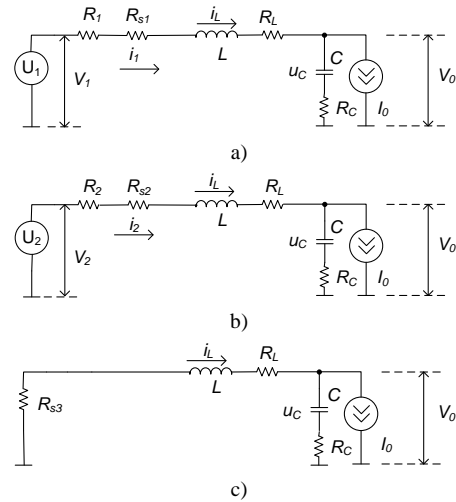 R1 Rs1 iL RL
U1 V1 i1 L uC C RC I0 V0
a)
R2 Rs2 iL RL
U2 V2 i2 L uC C RC I0 V0
b)
iL RL
Rs3 L uC C RC I0 V0
c)